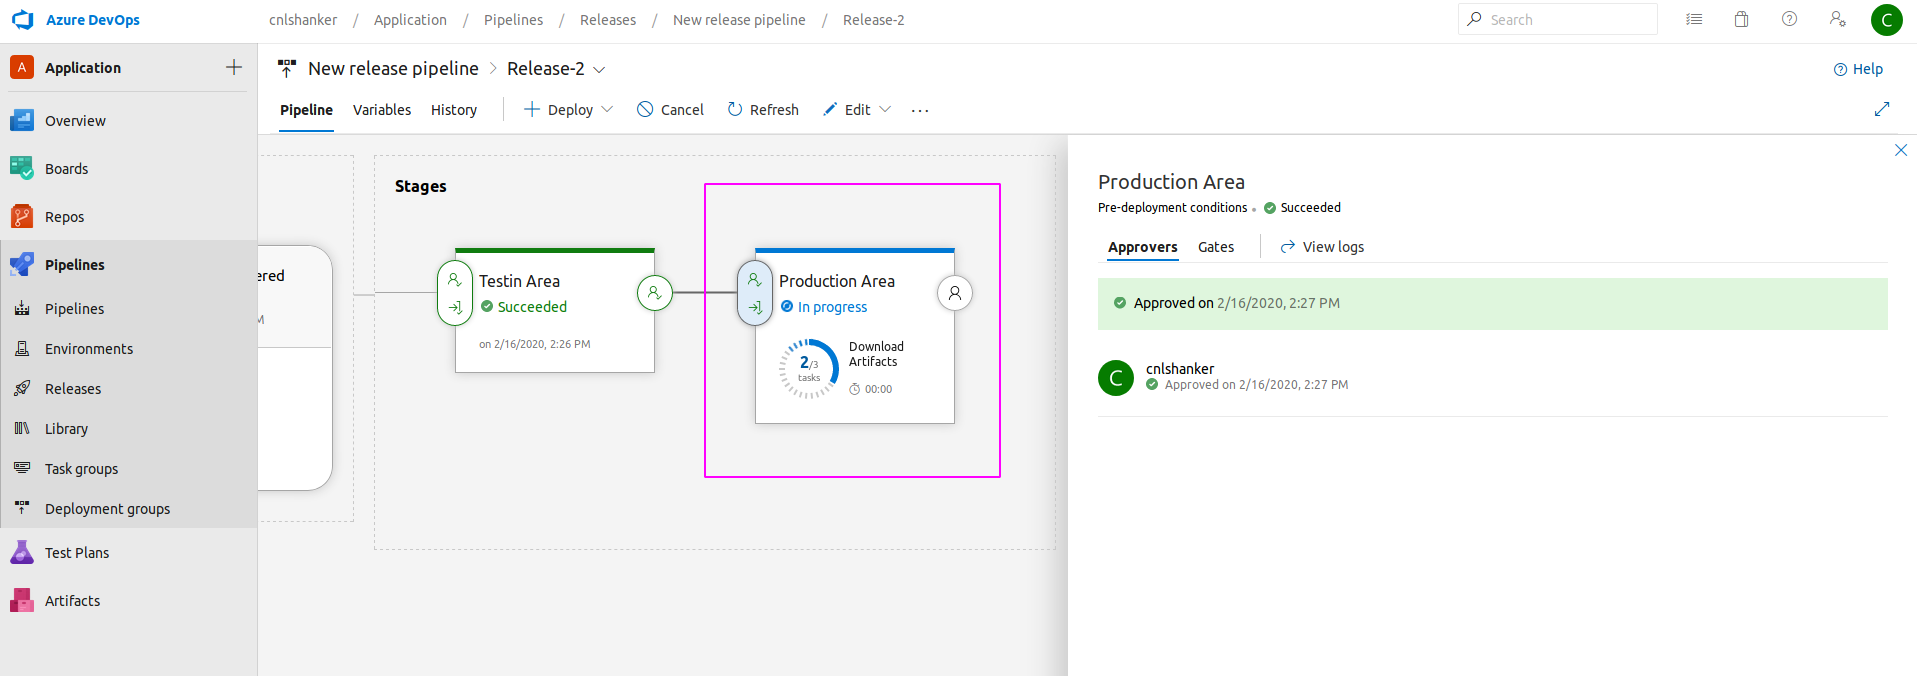 Azure DevOps
cnlshanker / Application / Pipelines / Releases / New release pipeline / Release-2
Search
C
A Application
New release pipeline > Release-2
Help
Pipeline Variables History Deploy Cancel Refresh Edit ...
Overview
Boards
Repos
Pipelines
Pipelines
Environments
Releases
Library
Task groups
Deployment groups
Test Plans
Artifacts
ered
M
Stages
Testin Area
Succeeded
on 2/16/2020, 2:26 PM
Production Area
In progress
2/3
tasks
Download
Artifacts
00:00
Production Area
Pre-deployment conditions • Succeeded
Approvers Gates View logs
Approved on 2/16/2020, 2:27 PM
C
cnlshanker
Approved on 2/16/2020, 2:27 PM